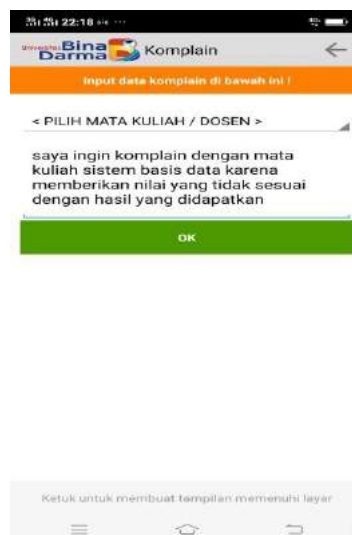 22:18
Universitas Bina Darma Komplain
Input data komplain di bawah ini !
< PILIH MATA KULIAH / DOSEN >
saya ingin komplain dengan mata
kuliah sistem basis data karena
memberikan nilai yang tidak sesuai
dengan hasil yang didapatkan
OK
Ketuk untuk membuat tampilan memenuhi layar